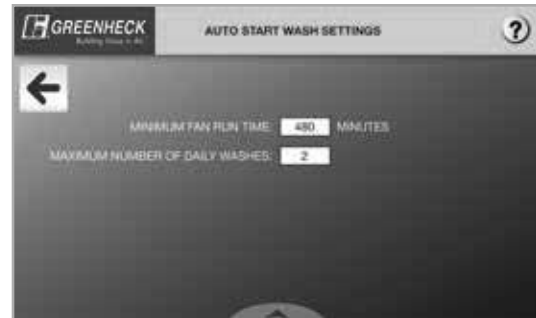 GREENHECK
Building Value in Air.
AUTO START WASH SETTINGS
?
MINIMUM FAN RUN TIME: 480 MINUTES
MAXIMUM NUMBER OF DAILY WASHES: 2